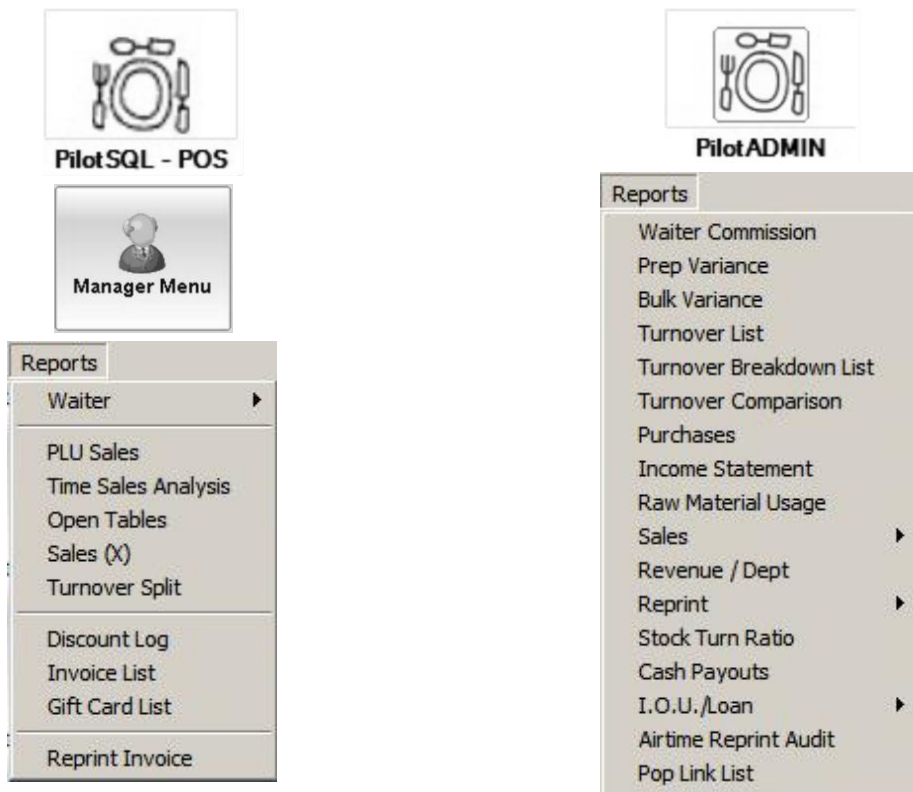 PilotSQL - POS
Manager Menu
Reports
Waiter
PLU Sales
Time Sales Analysis
Open Tables
Sales (X)
Turnover Split
Discount Log
Invoice List
Gift Card List
Reprint Invoice
PilotADMIN
Reports
Waiter Commission
Prep Variance
Bulk Variance
Turnover List
Turnover Breakdown List
Turnover Comparison
Purchases
Income Statement
Raw Material Usage
Sales
Revenue / Dept
Reprint
Stock Turn Ratio
Cash Payouts
I.O.U./Loan
Airtime Reprint Audit
Pop Link List